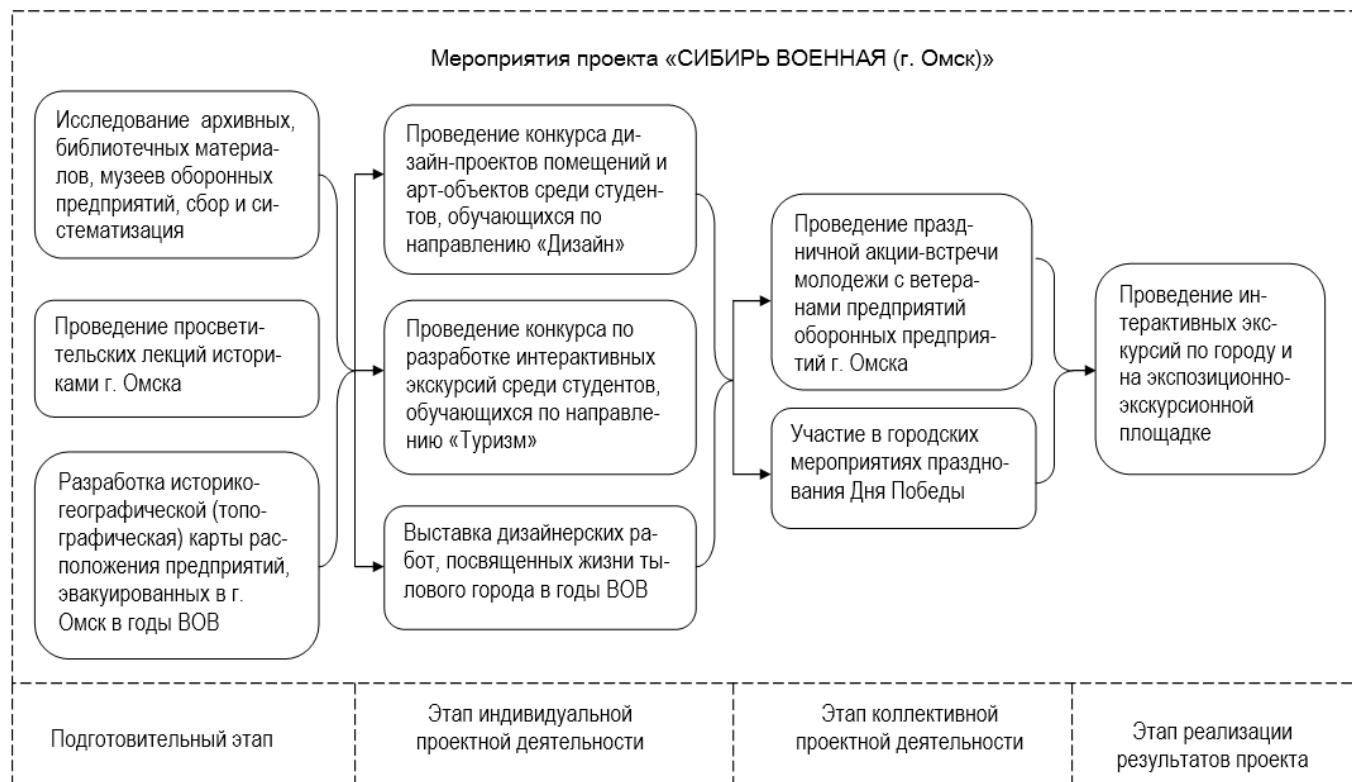 Мероприятия проекта «СИБИРЬ ВОЕННАЯ (г. Омск)»
Исследование архивных,
библиотечных материа-
лов, музеев оборонных
предприятий, сбор и си-
стематизация
Проведение просвети-
тельских лекций истори-
ками г. Омска
Разработка историко-
географической (топо-
графическая) карты рас-
положения предприятий,
эвакуированных в г.
Омск в годы ВОВ
Проведение конкурса ди-
зайн-проектов помещений и
арт-объектов среди студен-
тов, обучающихся по
направлению «Дизайн»
Проведение конкурса по
разработке интерактивных
экскурсий среди студентов,
обучающихся по направле-
нию «Туризм»
Выставка дизайнерских ра-
бот, посвященных жизни ты-
лового города в годы ВОВ
Проведение празд-
ничной акции-встречи
молодежи с ветера-
нами предприятий
оборонных предприя-
тий г. Омска
Участие в городских
мероприятиях праздно-
вания Дня Победы
Проведение ин-
терактивных экс-
курсий по городу и
на экспозиционно-
экскурсионной
площадке
Подготовительный этап
Этап индивидуальной
проектной деятельности
Этап коллективной
проектной деятельности
Этап реализации
результатов проекта